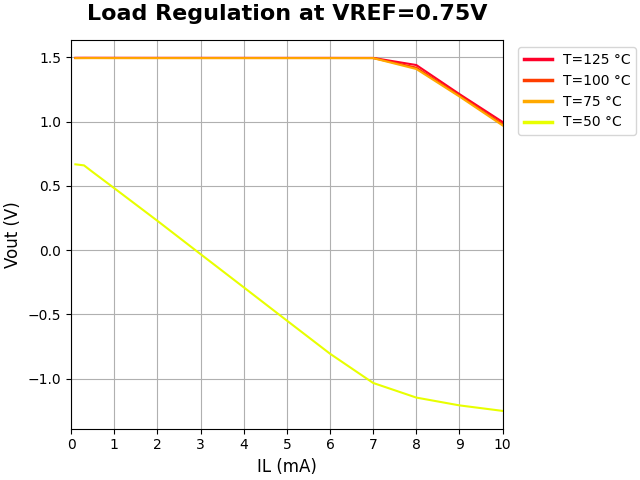 Load Regulation at VREF=0.75V
T=125 °C
T=100 °C
T=75 °C
T=50 °C
Vout (V)
1.5
1.0
0.5
0.0
−0.5
−1.0
0 1 2 3 4 5 6 7 8 9 10
IL (mA)